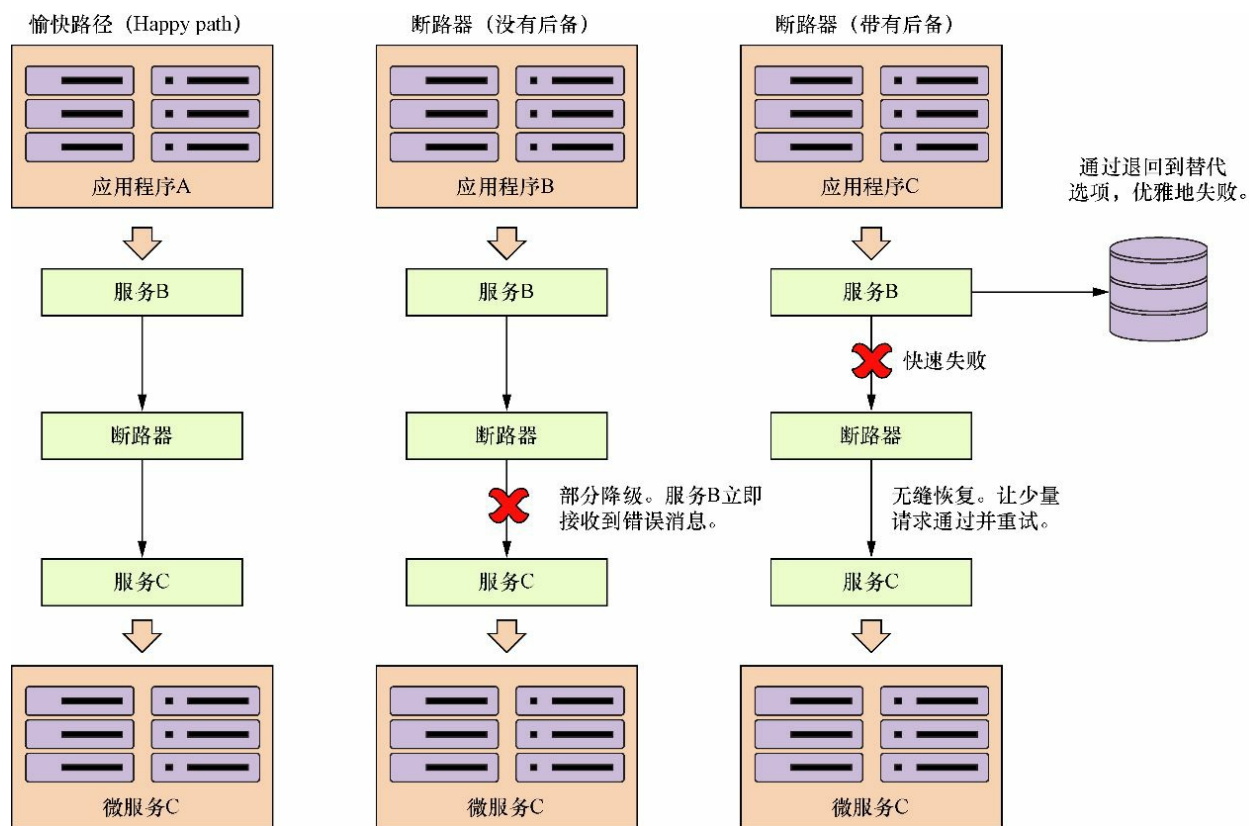 愉快路径（Happy path）
断路器（没有后备）
断路器（带有后备）
应用程序A
应用程序B
应用程序C
通过退回到替代
选项，优雅地失败。
服务B
服务B
服务B
快速失败
断路器
断路器
断路器
部分降级。服务B立即
接收到错误消息。
无缝恢复。让少量
请求通过并重试。
服务C
服务C
服务C
微服务C
微服务C
微服务C